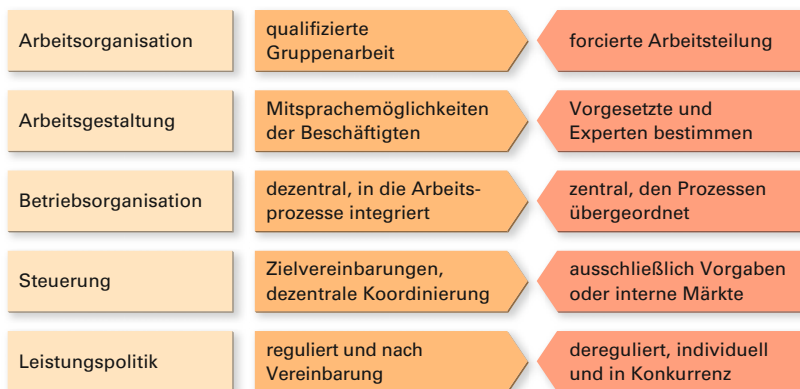 Arbeitsorganisation
qualifizierte
Gruppenarbeit
forcierte Arbeitsteilung
Arbeitsgestaltung
Mitsprachemöglichkeiten
der Beschäftigten
Vorgesetzte und
Experten bestimmen
Betriebsorganisation
dezentral, in die Arbeits-
prozesse integriert
zentral, den Prozessen
übergeordnet
Steuerung
Zielvereinbarungen,
dezentrale Koordinierung
ausschließlich Vorgaben
oder interne Märkte
Leistungspolitik
reguliert und nach
Vereinbarung
dereguliert, individuell
und in Konkurrenz